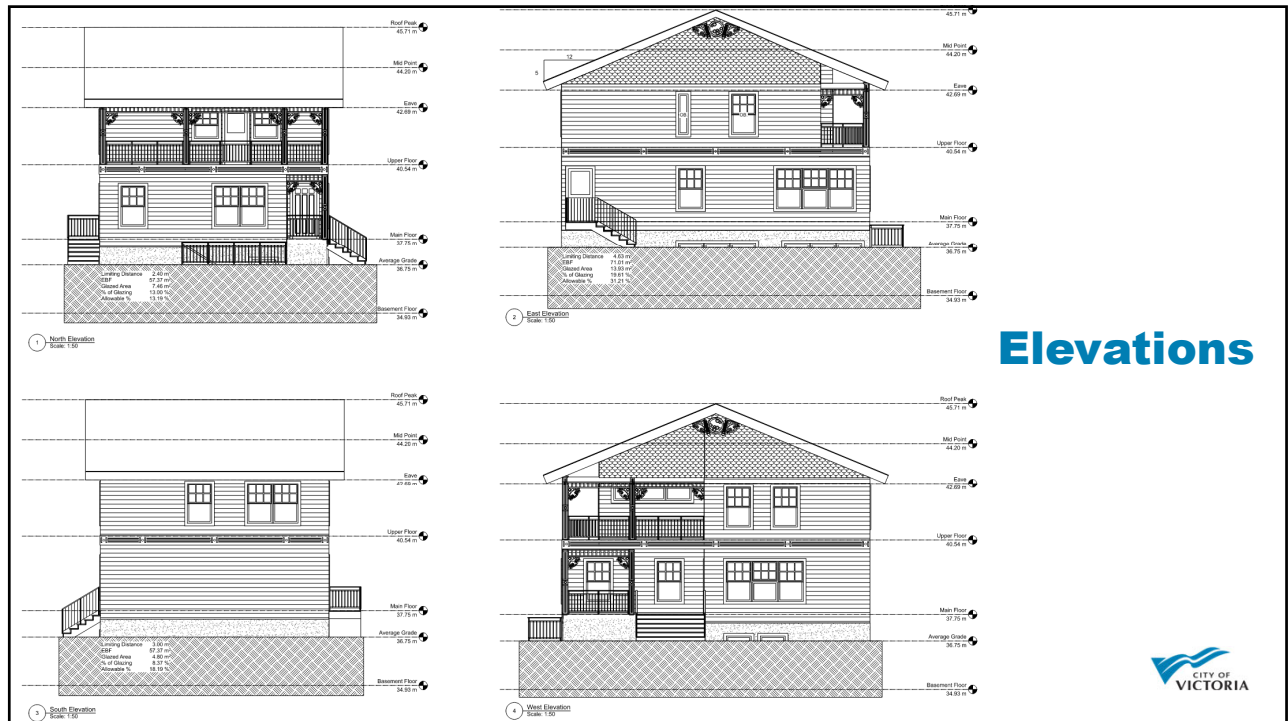 Roof Peak
45.71 m
Mid Point
44.20 m
Eave
42.69 m
Upper Floor
40.54 m
Main Floor
37.75 m
Average Grade
36.75 m
Limiting Distance 2.40 m
EBF 57.37 m²
Glazed Area 7.46 m²
% of Glazing 13.00 %
Allowable % 13.19 %
Basement Floor
34.93 m
1 North Elevation
Scale: 1:50
45.71 m
12
5
Mid Point
44.20 m
Eave
42.69 m
OB
OB
Upper Floor
40.54 m
Main Floor
37.75 m
Average Grade
36.75 m
Limiting Distance 4.63 m
EBF 71.01 m²
Glazed Area 13.93 m²
% of Glazing 19.61 %
Allowable % 31.21 %
Basement Floor
34.93 m
2 East Elevation
Scale: 1:50
Elevations
Roof Peak
45.71 m
Mid Point
44.20 m
Eave
42.69 m
Upper Floor
40.54 m
Main Floor
37.75 m
Average Grade
36.75 m
Limiting Distance 3.00 m
EBF 57.37 m²
Glazed Area 4.80 m²
% of Glazing 8.37 %
Allowable % 18.19 %
Basement Floor
34.93 m
3 South Elevation
Scale: 1:50
Roof Peak
45.71 m
Mid Point
44.20 m
Eave
42.69 m
Upper Floor
40.54 m
Main Floor
37.75 m
Average Grade
36.75 m
Basement Floor
34.93 m
4 West Elevation
Scale: 1:50
CITY OF
VICTORIA